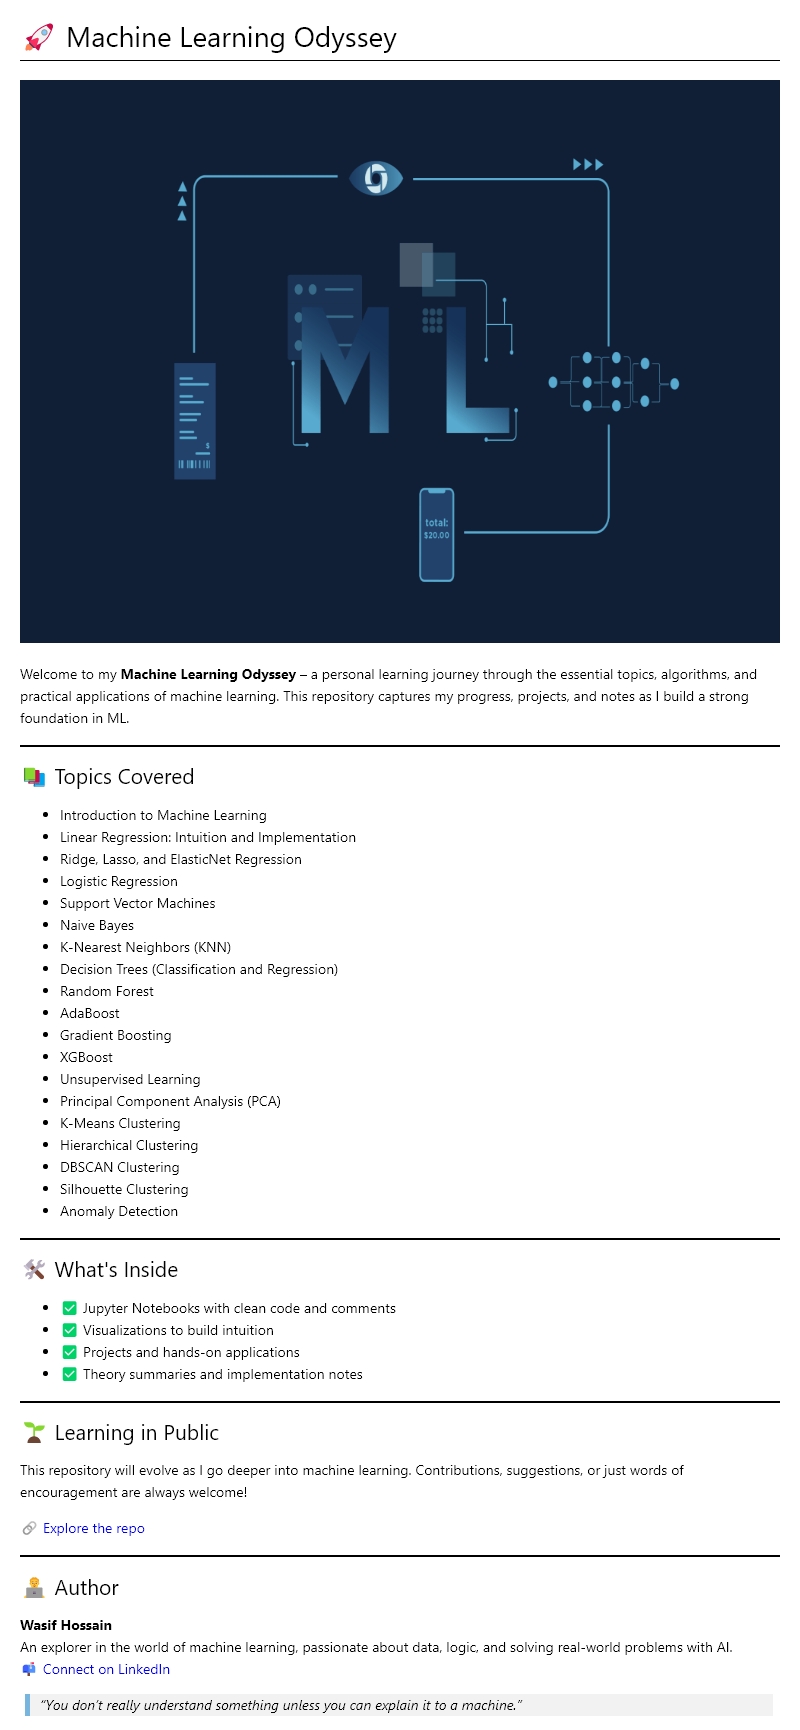 🚀 Machine Learning Odyssey
ML
$
total:
$20.00
Welcome to my Machine Learning Odyssey – a personal learning journey through the essential topics, algorithms, and
practical applications of machine learning. This repository captures my progress, projects, and notes as I build a strong
foundation in ML.
📚 Topics Covered
• Introduction to Machine Learning
• Linear Regression: Intuition and Implementation
• Ridge, Lasso, and ElasticNet Regression
• Logistic Regression
• Support Vector Machines
• Naive Bayes
• K-Nearest Neighbors (KNN)
• Decision Trees (Classification and Regression)
• Random Forest
• AdaBoost
• Gradient Boosting
• XGBoost
• Unsupervised Learning
• Principal Component Analysis (PCA)
• K-Means Clustering
• Hierarchical Clustering
• DBSCAN Clustering
• Silhouette Clustering
• Anomaly Detection
🛠️ What's Inside
• ✅ Jupyter Notebooks with clean code and comments
• ✅ Visualizations to build intuition
• ✅ Projects and hands-on applications
• ✅ Theory summaries and implementation notes
🌱 Learning in Public
This repository will evolve as I go deeper into machine learning. Contributions, suggestions, or just words of
encouragement are always welcome!
🔗 Explore the repo
🧑‍💻 Author
Wasif Hossain
An explorer in the world of machine learning, passionate about data, logic, and solving real-world problems with AI.
📬 Connect on LinkedIn
“You don’t really understand something unless you can explain it to a machine.”